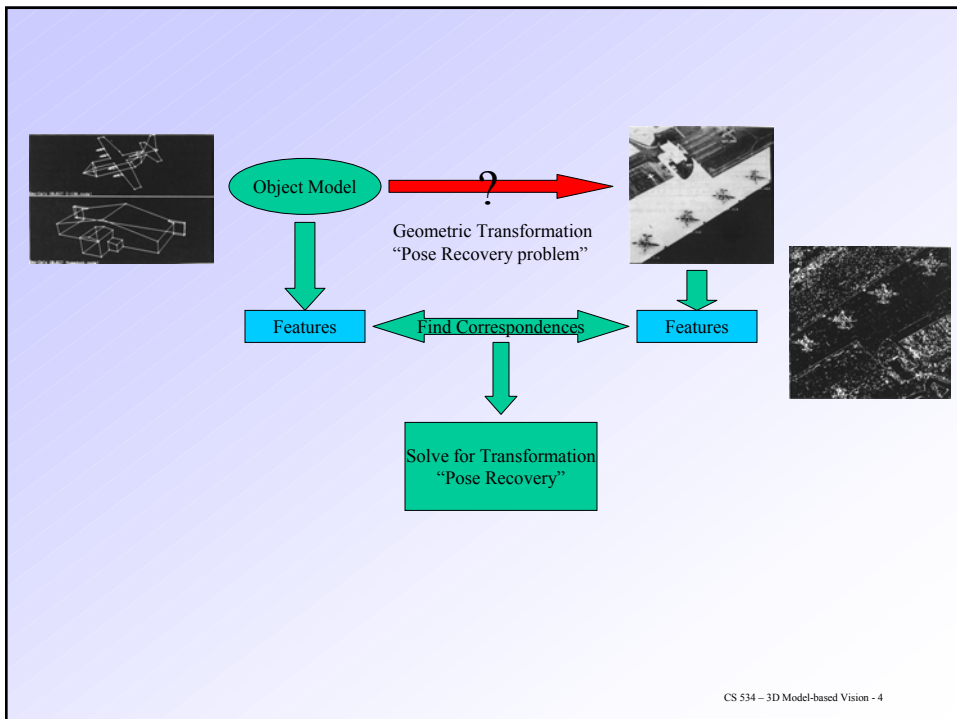 Object Model
?
Geometric Transformation
“Pose Recovery problem”
Features
Find Correspondences
Features
Solve for Transformation
“Pose Recovery”
CS 534 – 3D Model-based Vision - 4